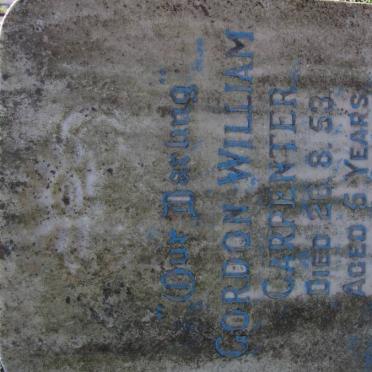 "Our Darling"
GORDON WILLIAM
CARPENTER
DIED 28.8.53.
AGED 6 YEARS